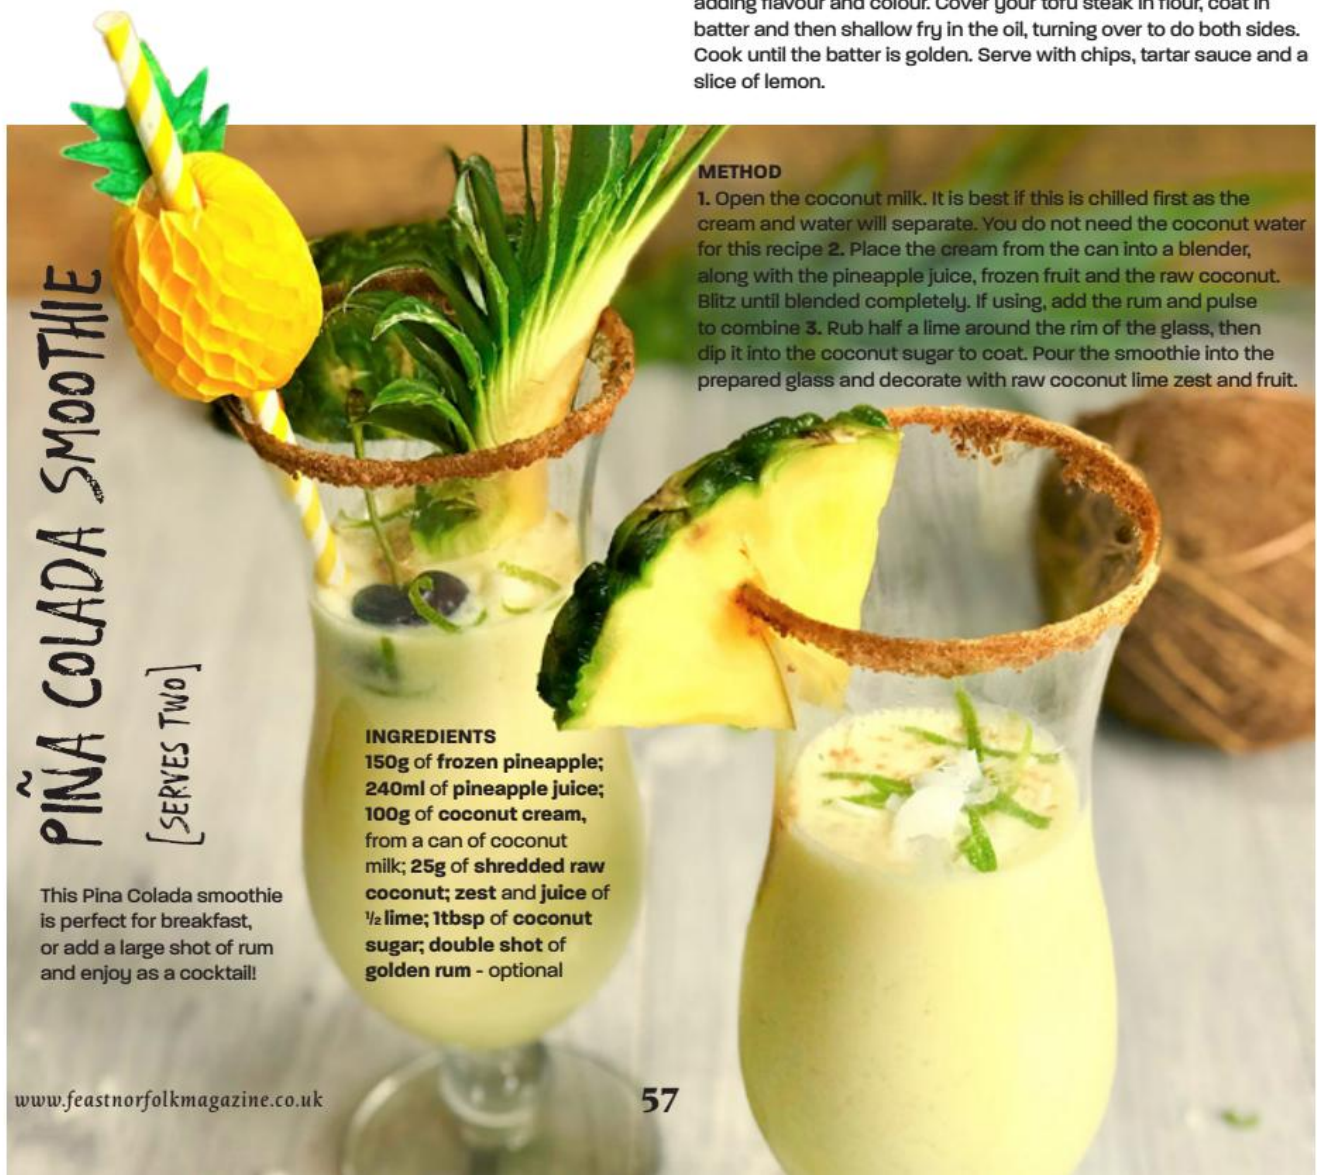 adding flavour and colour. Cover your tofu steak in flour, coat in
batter and then shallow fry in the oil, turning over to do both sides.
Cook until the batter is golden. Serve with chips, tartar sauce and a
slice of lemon.
PIÑA COLADA SMOOTHIE
[SERVES TWO]
This Pina Colada smoothie
is perfect for breakfast,
or add a large shot of rum
and enjoy as a cocktail!
INGREDIENTS
150g of frozen pineapple;
240ml of pineapple juice;
100g of coconut cream,
from a can of coconut
milk; 25g of shredded raw
coconut; zest and juice of
½ lime; 1tbsp of coconut
sugar; double shot of
golden rum - optional
METHOD
1. Open the coconut milk. It is best if this is chilled first as the
cream and water will separate. You do not need the coconut water
for this recipe 2. Place the cream from the can into a blender,
along with the pineapple juice, frozen fruit and the raw coconut.
Blitz until blended completely. If using, add the rum and pulse
to combine 3. Rub half a lime around the rim of the glass, then
dip it into the coconut sugar to coat. Pour the smoothie into the
prepared glass and decorate with raw coconut lime zest and fruit.
www.feastnorfolkmagazine.co.uk
57